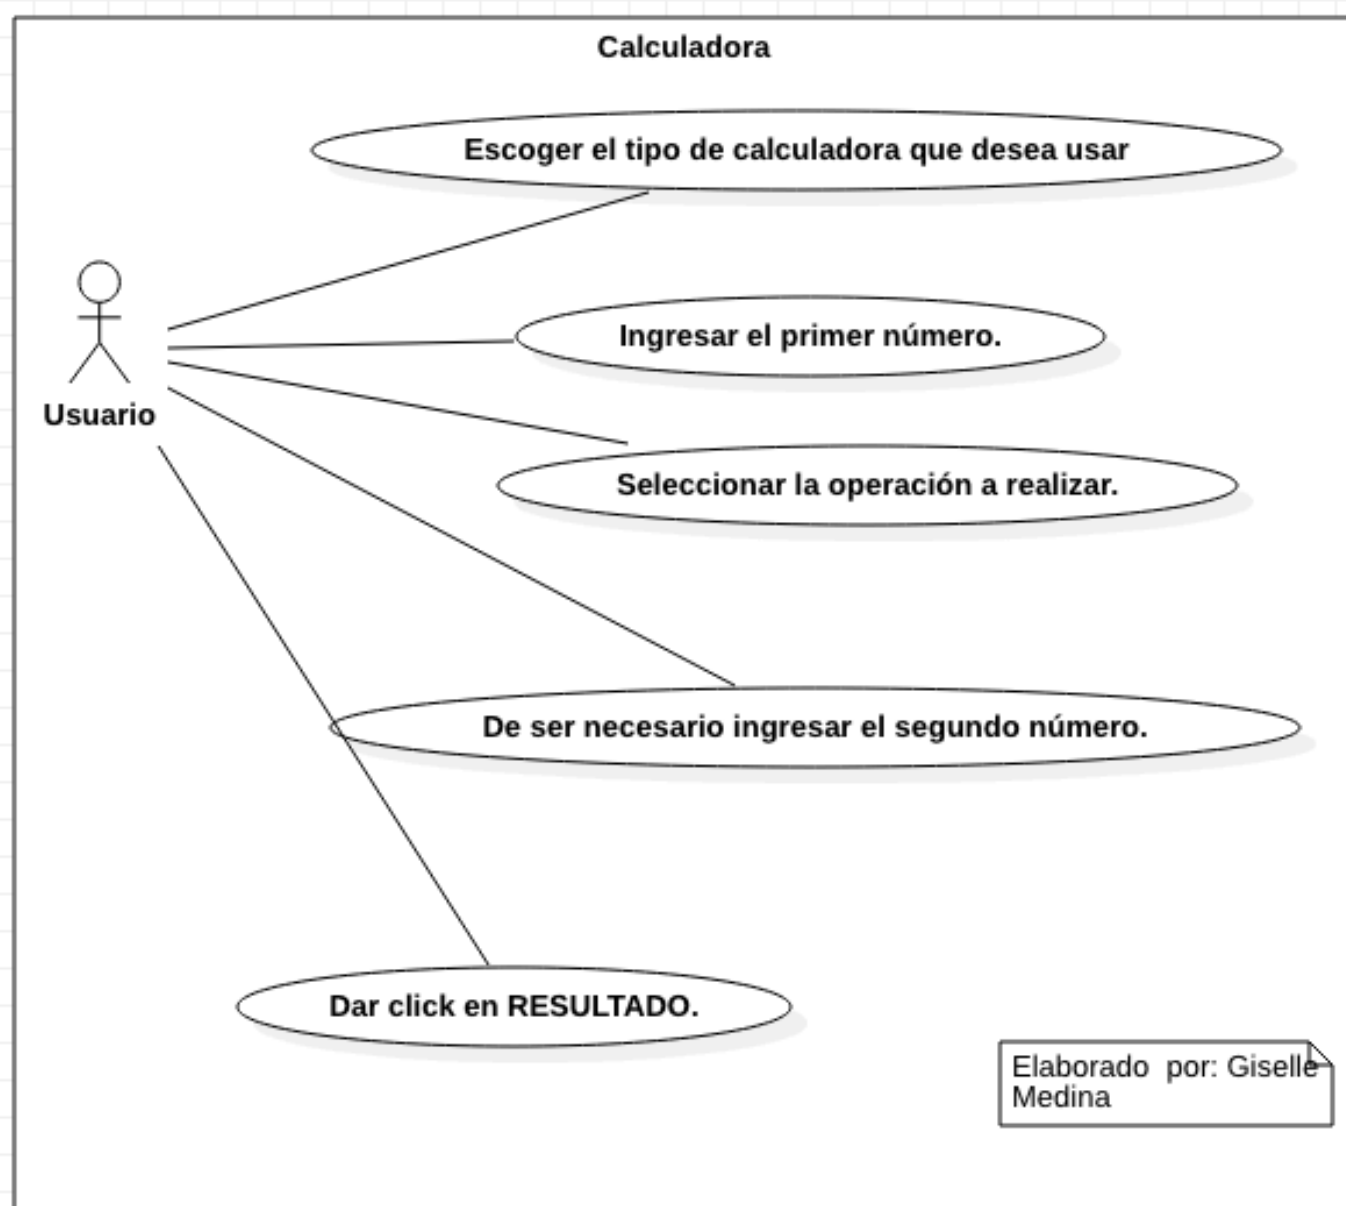 Calculadora
Escoger el tipo de calculadora que desea usar
Ingresar el primer número.
Usuario
Seleccionar la operación a realizar.
De ser necesario ingresar el segundo número.
Dar click en RESULTADO.
Elaborado  por: Giselle
Medina